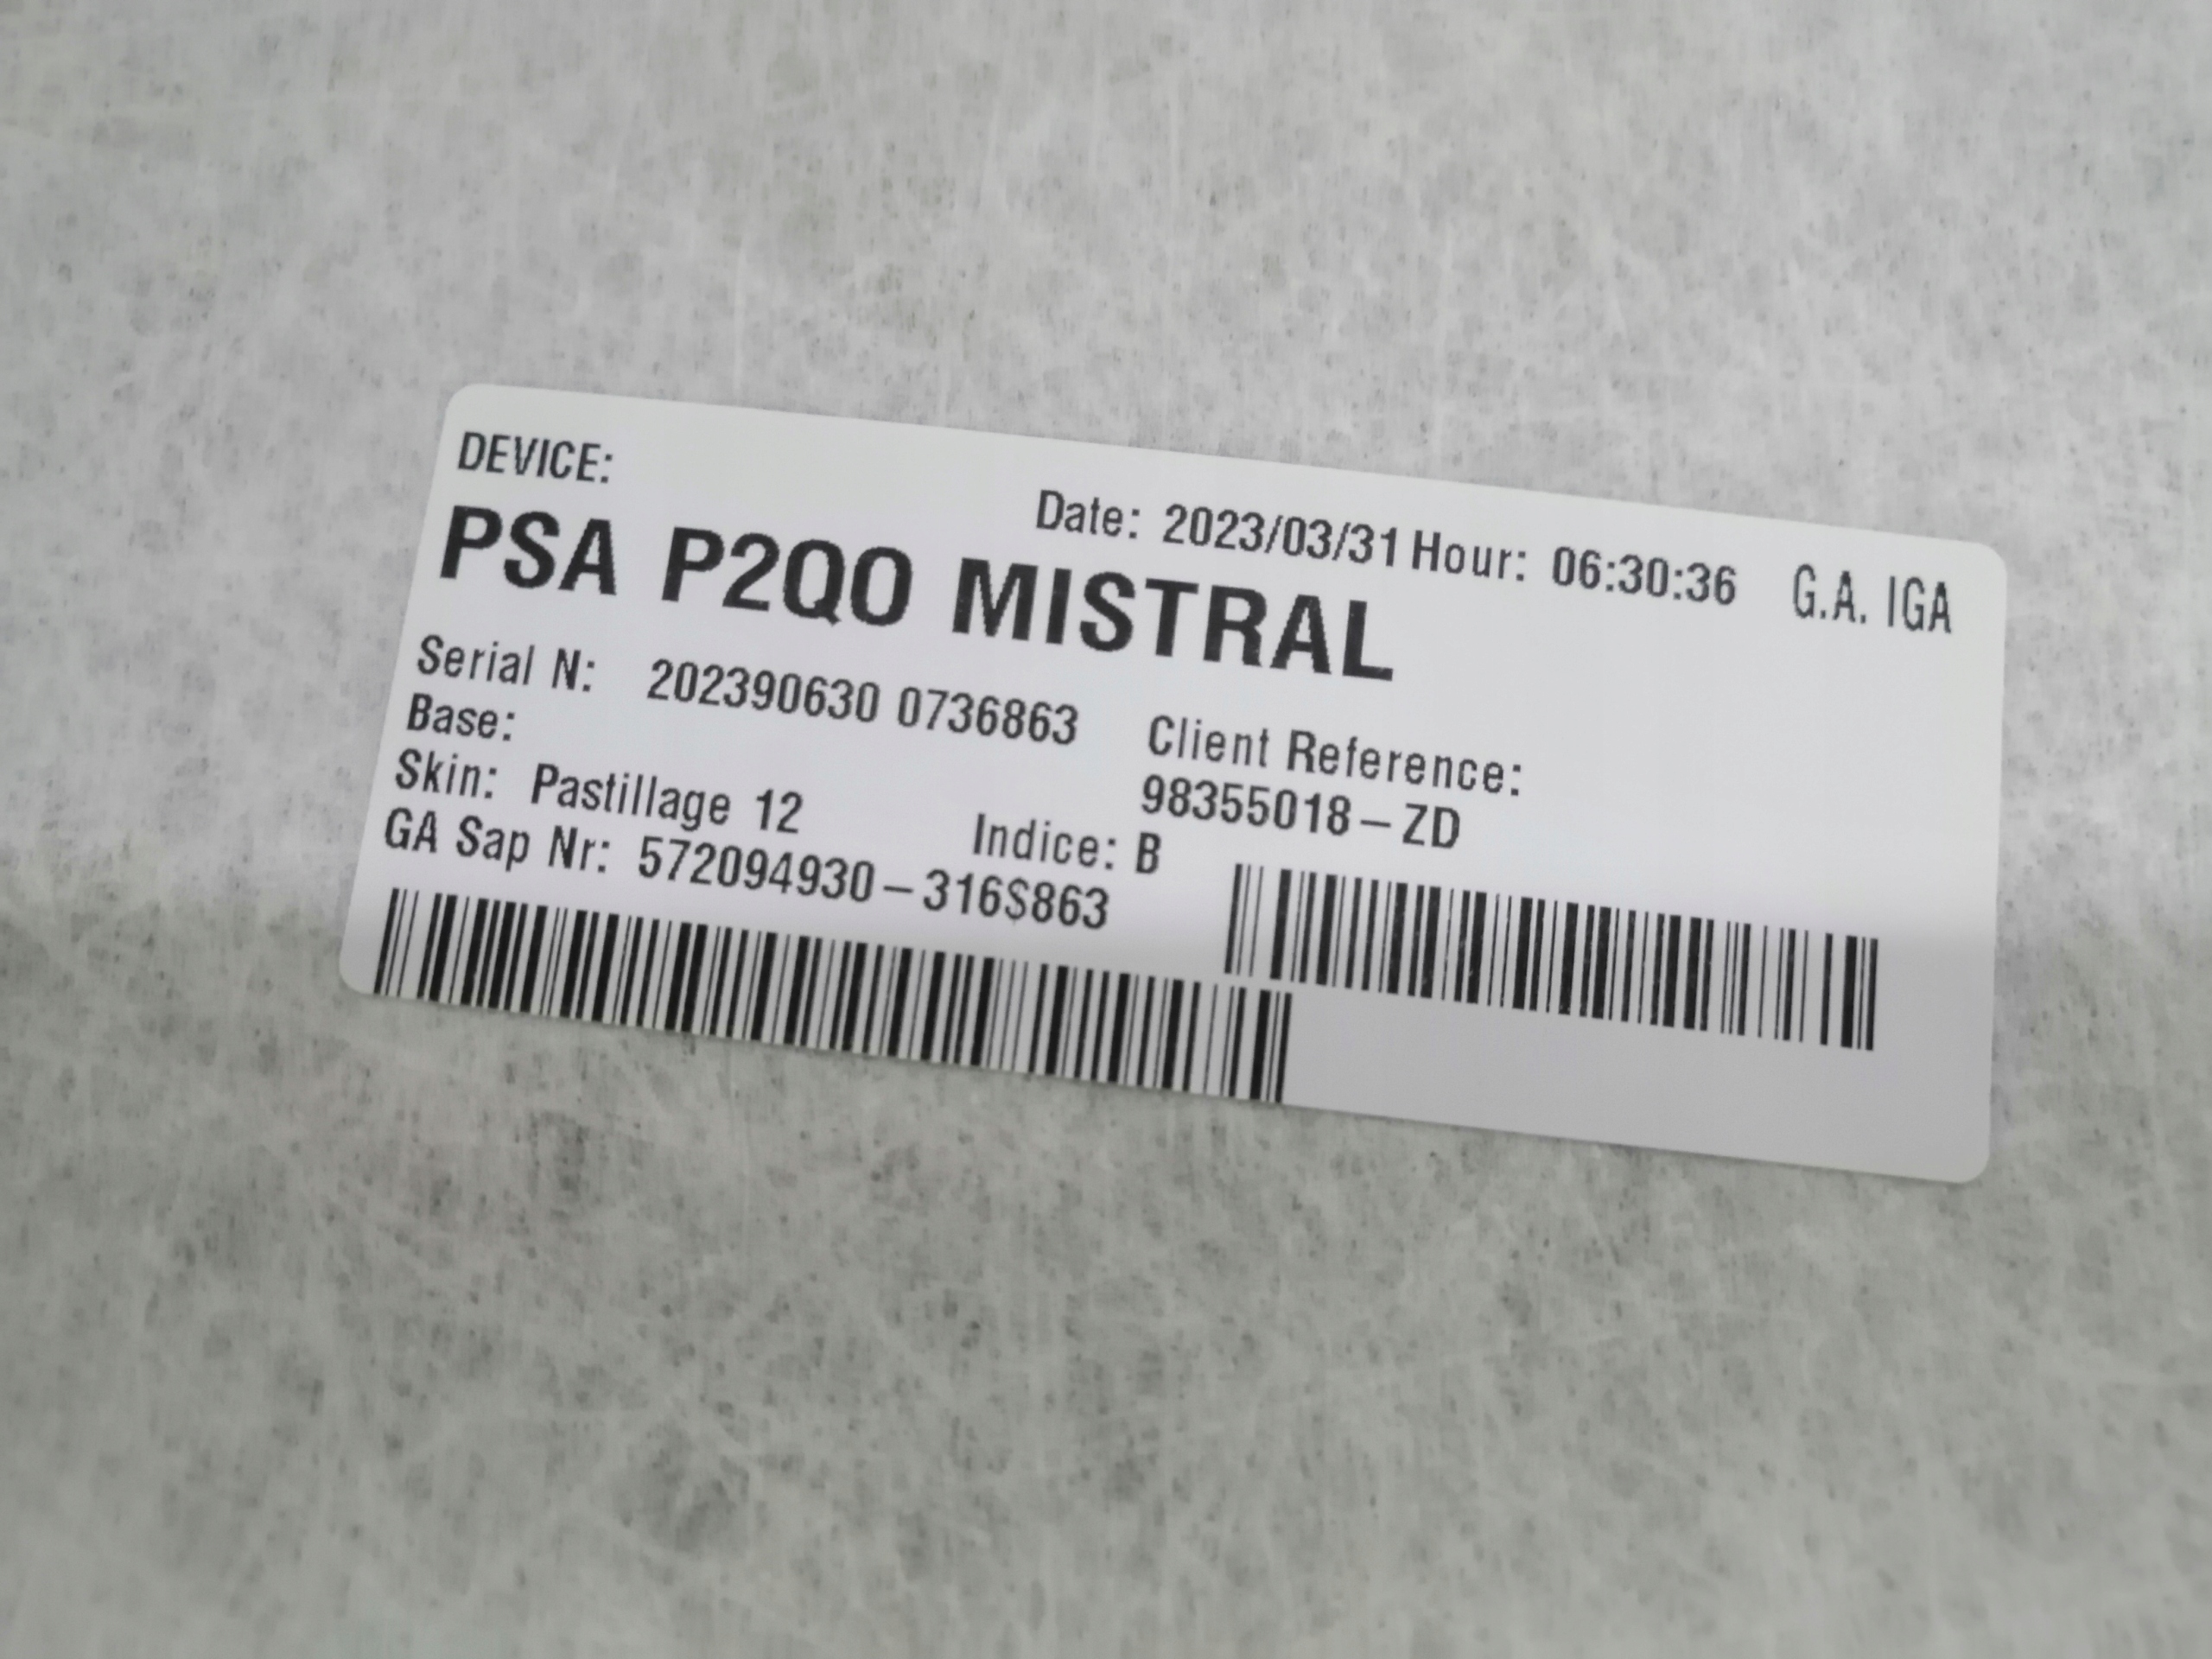 DEVICE:
Date: 2023/03/31 Hour: 06:30:36 G.A. IGA
PSA P2QO MISTRAL
Serial N: 202390630 0736863
Client Reference:
98355018-ZD
Base:
Skin: Pastillage 12
Indice: B
GA Sap Nr: 572094930-316S863